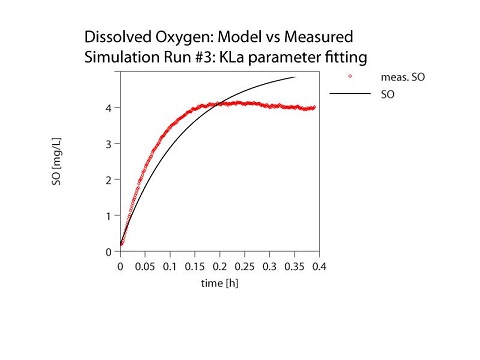 Dissolved Oxygen: Model vs Measured
Simulation Run #3: KLa parameter fitting
meas. SO
SO
SO [mg/L]
4
3
2
1
0
0 0.05 0.1 0.15 0.2 0.25 0.3 0.35 0.4
time [h]